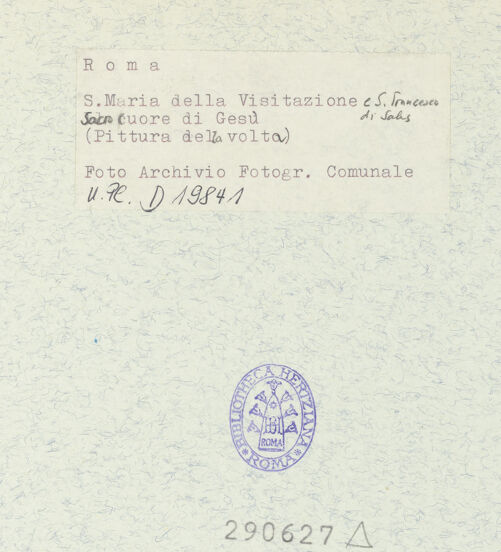 Roma
S.Maria della Visitazione e S. Francesco
di Sales
Sacro Cuore di Gesù
(Pittura della volta)
Foto Archivio Fotogr. Comunale
D 19841
BIBLIOTHECA HERTZIANA
ROMA
ROMA
290627